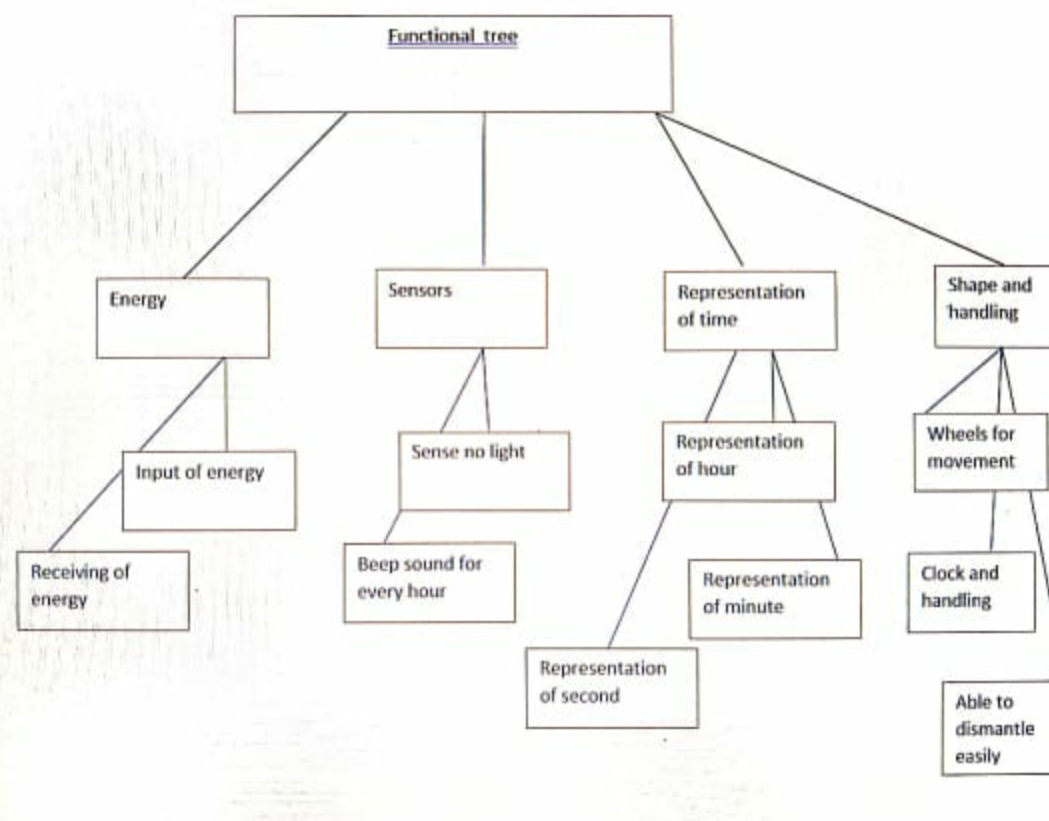 Functional tree
Energy
Sensors
Representation
of time
Shape and
handling
Input of energy
Sense no light
Representation
of hour
Wheels for
movement
Receiving of
energy
Beep sound for
every hour
Representation
of minute
Clock and
handling
Representation
of second
Able to
dismantle
easily